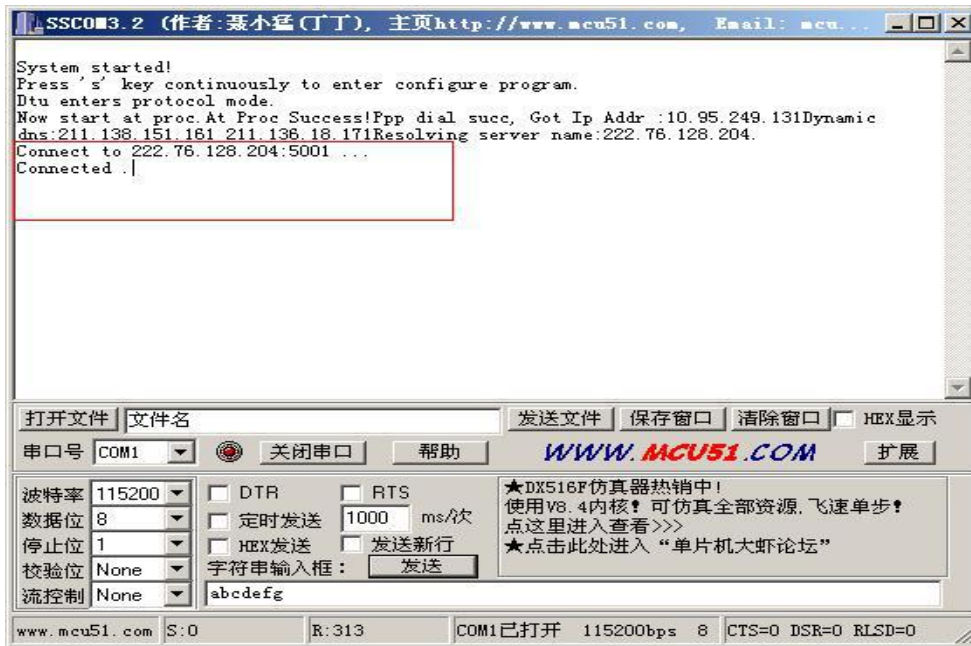 SSCOM3.2 (作者:聂小猛(丁丁), 主页http://www.mcu51.com, Email: mcu...
System started!
Press 's' key continuously to enter configure program.
Dtu enters protocol mode.
Now start at proc.At Proc Success!Ppp dial succ, Got Ip Addr :10.95.249.131Dynamic
dns:211.138.151.161 211.136.18.171Resolving server name:222.76.128.204.
Connect to 222.76.128.204:5001 ...
Connected .
打开文件 文件名 发送文件 保存窗口 清除窗口 HEX显示
串口号 COM1 关闭串口 帮助 WWW.MCU51.COM 扩展
波特率 115200 DTR RTS ★DX516F仿真器热销中!
数据位 8 定时发送 1000 ms/次 使用V8.4内核!可仿真全部资源,飞速单步!
点这里进入查看>>>
停止位 1 HEX发送 发送新行 ★点击此处进入“单片机大虾论坛”
校验位 None 字符串输入框: 发送
流控制 None abcdefg
www.mcu51.com S:0 R:313 COM1已打开 115200bps 8 CTS=0 DSR=0 RLSD=0